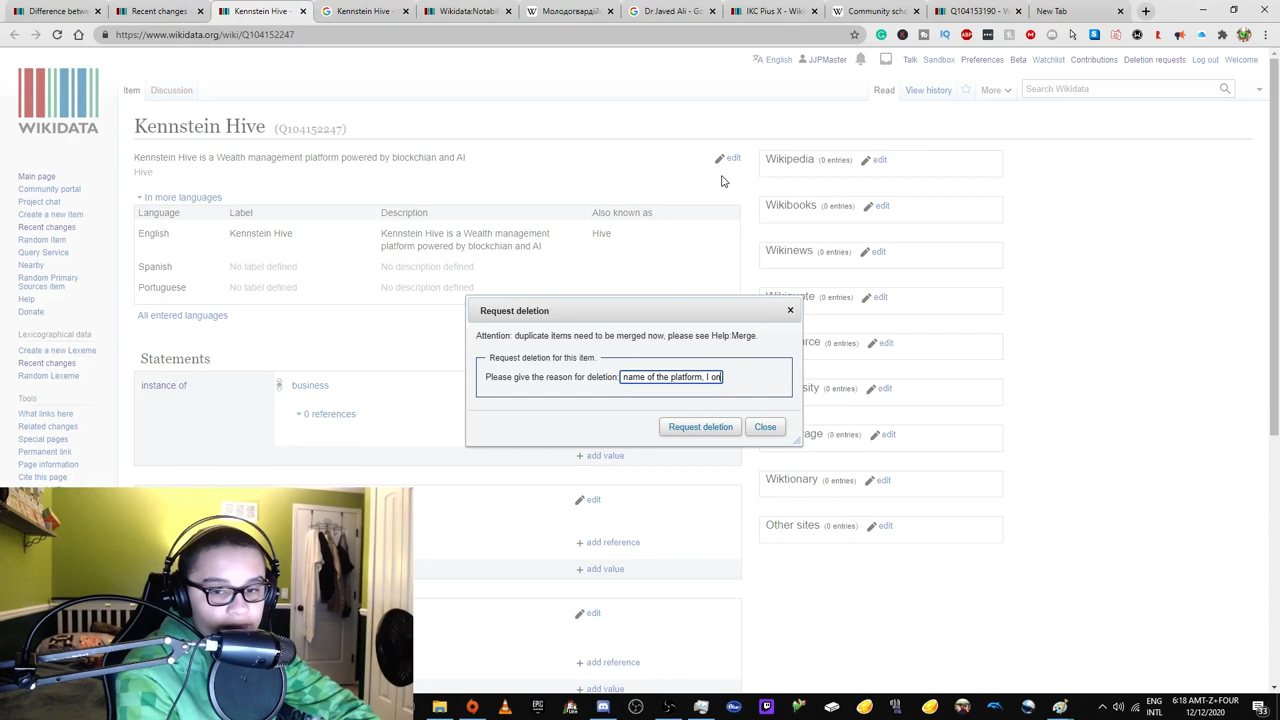 Difference betwe
Kennstein Hive -
Requestdeletion
Kennstein Hive -
Wikidata:Notabili
Молодозарядн
Dr Javed Ali - Go
IKC Pius X - Wiki
Community sche
Q104153190 -
New Tab
https://www.wikidata.org/wiki/Q104152247
English JJPMaster Talk Sandbox Preferences Beta Watchlist Contributions Deletion requests Log out Welcome
Item Discussion Read View history More Search Wikidata
WIKIDATA
Kennstein Hive (Q104152247)
Kennstein Hive is a Wealth management platform powered by blockchain and AI edit
Hive
In more languages
Language Label Description Also known as
English Kennstein Hive Kennstein Hive is a Wealth management Hive
platform powered by blockchain and AI
Spanish No label defined No description defined
Portuguese No label defined No description defined
All entered languages
Statements
instance of business
0 references
+ add value
edit
+ add reference
+ add value
edit
+ add reference
+ add value
Request deletion
Attention: duplicate items need to be merged now, please see Help:Merge.
Request deletion for this item.
Please give the reason for deletion: name of the platform, I on
Request deletion Close
Wikipedia (0 entries) edit
Wikibooks (0 entries) edit
Wikinews (0 entries) edit
(0 entries) edit
(0 entries) edit
(0 entries) edit
(0 entries) edit
Wiktionary (0 entries) edit
Other sites (0 entries) edit
Main page
Community portal
Project chat
Create a new Item
Recent changes
Random Item
Query Service
Nearby
Random Primary
Sources item
Help
Donate
Lexicographical data
Create a new Lexeme
Recent changes
Random Lexeme
Tools
What links here
Related changes
Special pages
Permanent link
Page information
Cite this page
ENG
INTL
6:18 AMT-Z+FOUR
12/12/2020